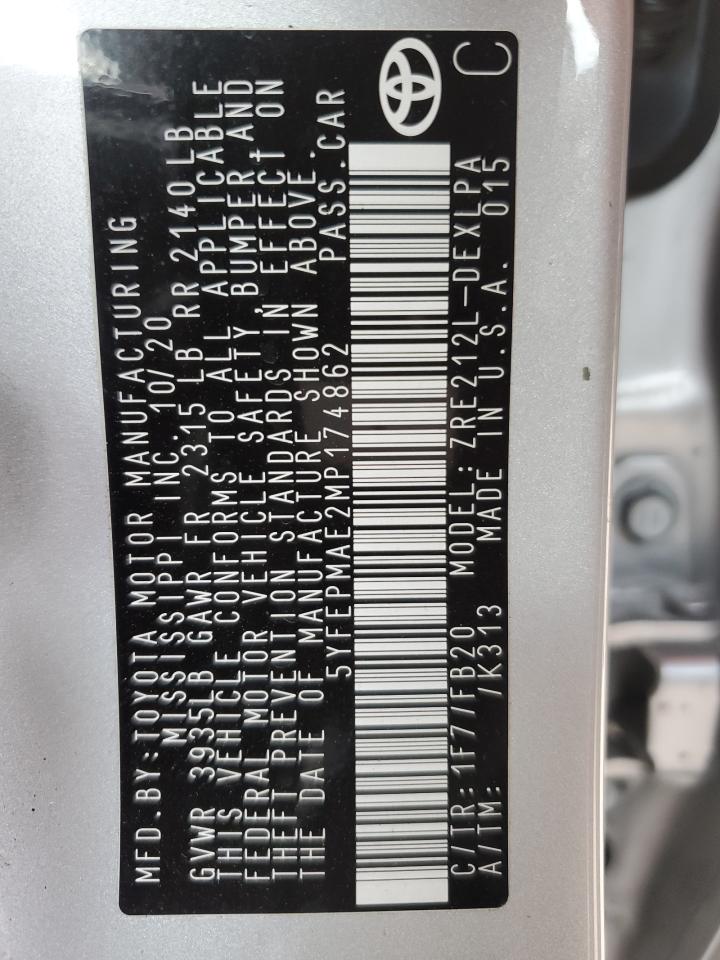 MFD.BY:TOYOTA MOTOR MANUFACTURING
MISSISSIPPI INC. 10/20
GVWR 3935LB GAWR FR 2315 LB RR 2140LB
THIS VEHICLE CONFORMS TO ALL APPLICABLE
FEDERAL MOTOR VEHICLE SAFETY, BUMPER AND
THEFT PREVENTION STANDARDS IN EFFECT ON
THE DATE OF MANUFACTURE SHOWN ABOVE.
5YFEPMAE2MP174862 PASS.CAR
C/TR:1F7/FB20 MODEL:ZRE212L-DEXLPA
A/TM: /K313 MADE IN U.S.A. 015
C